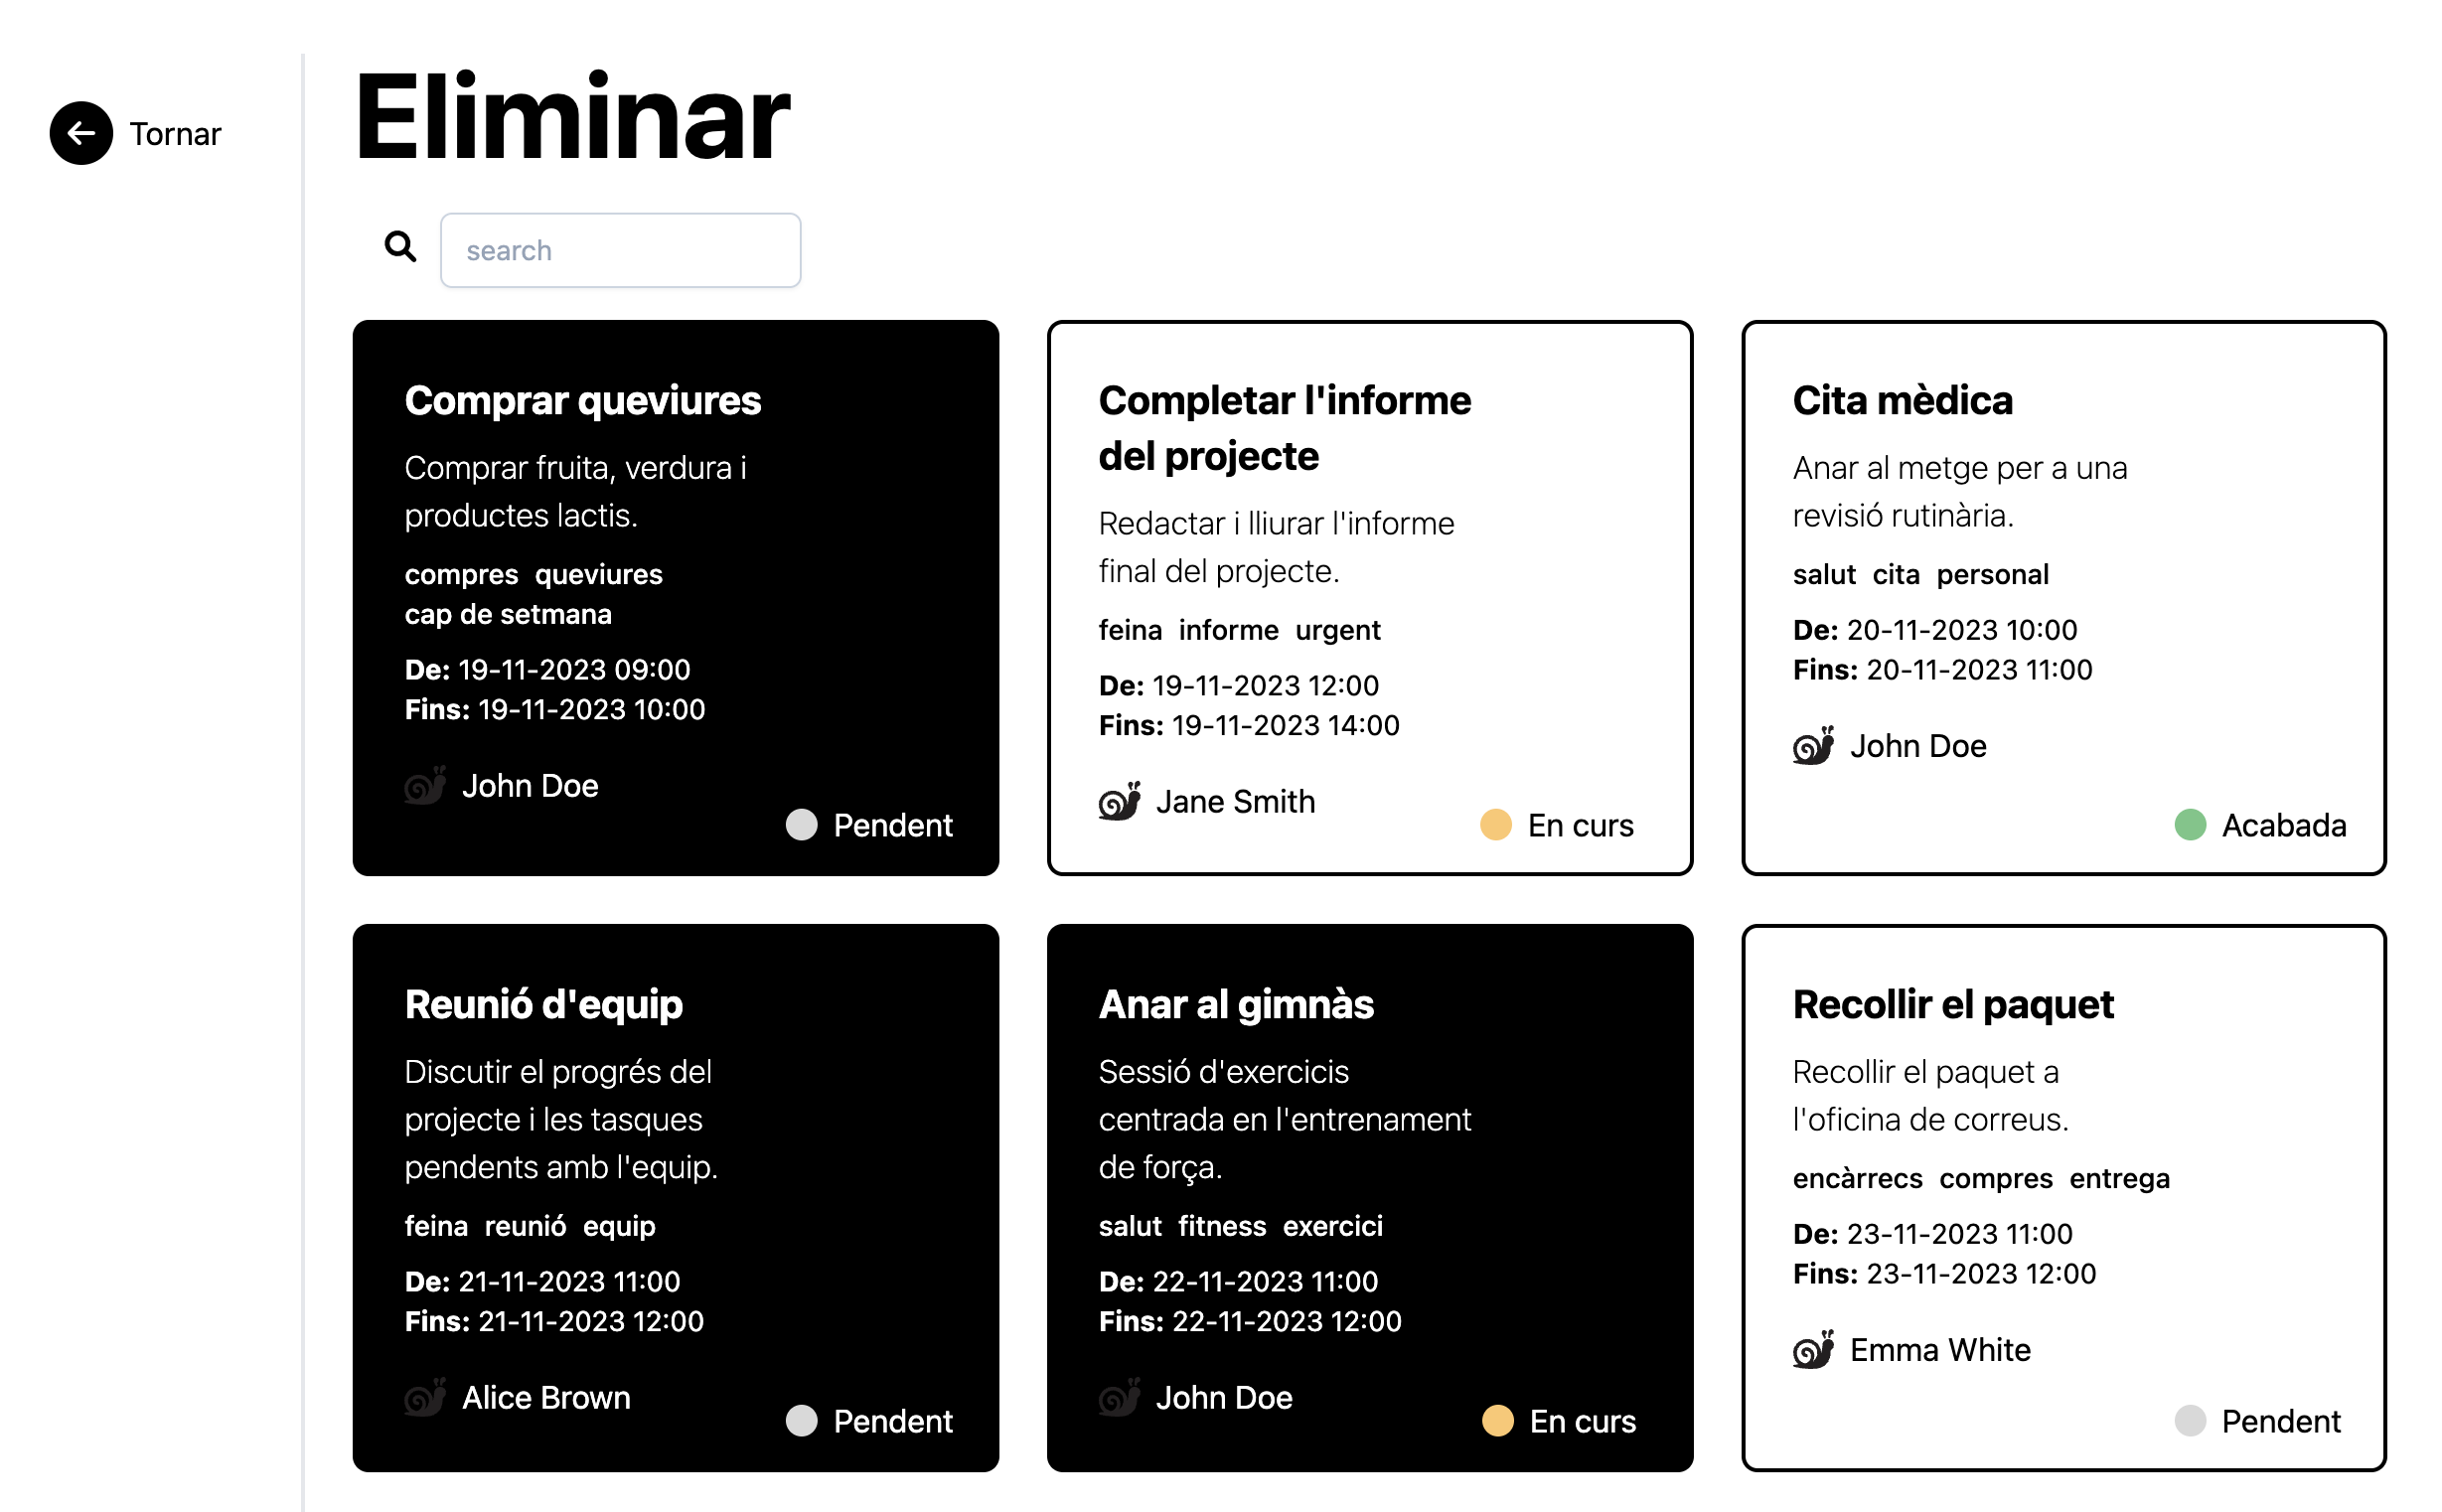 Tornar
Eliminar
search
Comprar queviures
Comprar fruita, verdura i
productes lactis.
compres queviures
cap de setmana
De: 19-11-2023 09:00
Fins: 19-11-2023 10:00
John Doe
Pendent
Completar l'informe
del projecte
Redactar i lliurar l'informe
final del projecte.
feina informe urgent
De: 19-11-2023 12:00
Fins: 19-11-2023 14:00
Jane Smith
En curs
Cita mèdica
Anar al metge per a una
revisió rutinària.
salut cita personal
De: 20-11-2023 10:00
Fins: 20-11-2023 11:00
John Doe
Acabada
Reunió d'equip
Discutir el progrés del
projecte i les tasques
pendents amb l'equip.
feina reunió equip
De: 21-11-2023 11:00
Fins: 21-11-2023 12:00
Alice Brown
Pendent
Anar al gimnàs
Sessió d'exercicis
centrada en l'entrenament
de força.
salut fitness exercici
De: 22-11-2023 11:00
Fins: 22-11-2023 12:00
John Doe
En curs
Recollir el paquet
Recollir el paquet a
l'oficina de correus.
encàrrecs compres entrega
De: 23-11-2023 11:00
Fins: 23-11-2023 12:00
Emma White
Pendent